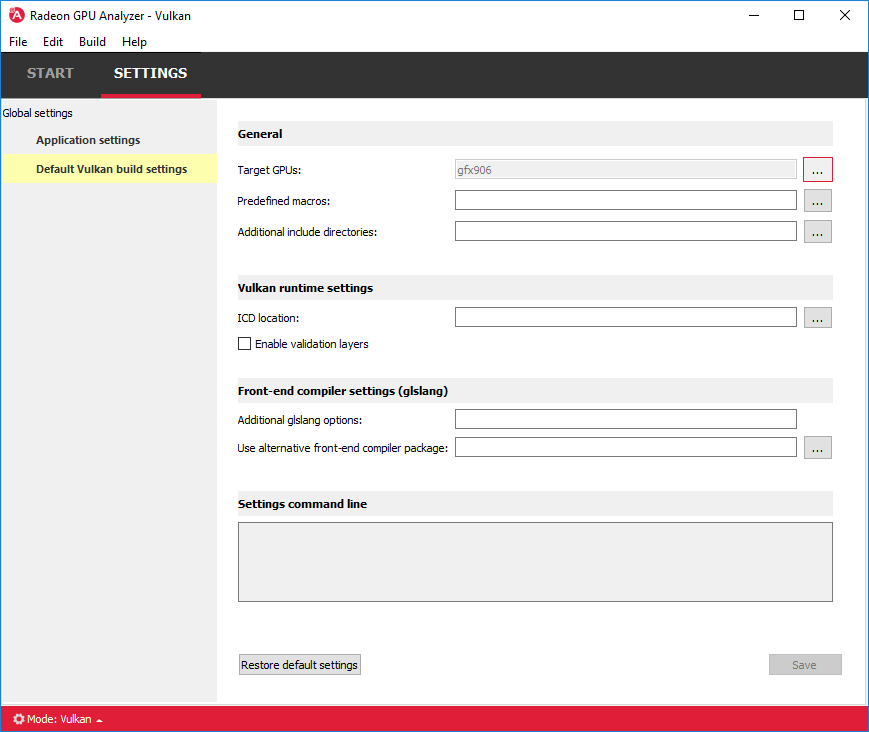 Radeon GPU Analyzer - Vulkan
File Edit Build Help
START SETTINGS
Global settings
Application settings
Default Vulkan build settings
General
Target GPUs: gfx906 ...
Predefined macros: ...
Additional include directories: ...
Vulkan runtime settings
ICD location: ...
Enable validation layers
Front-end compiler settings (glslang)
Additional glslang options:
Use alternative front-end compiler package: ...
Settings command line
Restore default settings Save
Mode: Vulkan